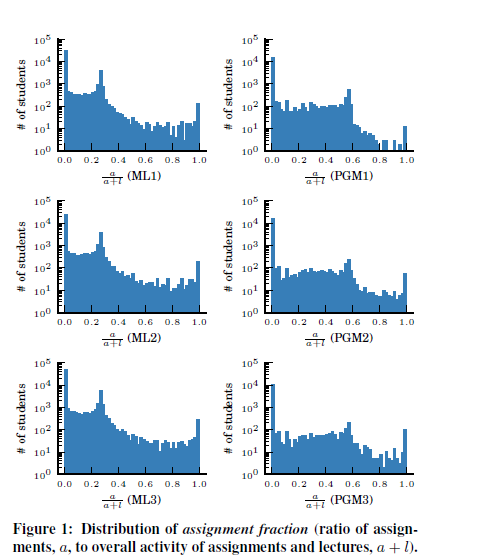 10^5 10^4 10^3 10^2 10^1 10^0
# of students
0.0 0.2 0.4 0.6 0.8 1.0
a/(a+l) (ML1)
10^5 10^4 10^3 10^2 10^1 10^0
# of students
0.0 0.2 0.4 0.6 0.8 1.0
a/(a+l) (PGM1)
10^5 10^4 10^3 10^2 10^1 10^0
# of students
0.0 0.2 0.4 0.6 0.8 1.0
a/(a+l) (ML2)
10^5 10^4 10^3 10^2 10^1 10^0
# of students
0.0 0.2 0.4 0.6 0.8 1.0
a/(a+l) (PGM2)
10^5 10^4 10^3 10^2 10^1 10^0
# of students
0.0 0.2 0.4 0.6 0.8 1.0
a/(a+l) (ML3)
10^5 10^4 10^3 10^2 10^1 10^0
# of students
0.0 0.2 0.4 0.6 0.8 1.0
a/(a+l) (PGM3)
Figure 1: Distribution of assignment fraction (ratio of assign-
ments, a, to overall activity of assignments and lectures, a + l).